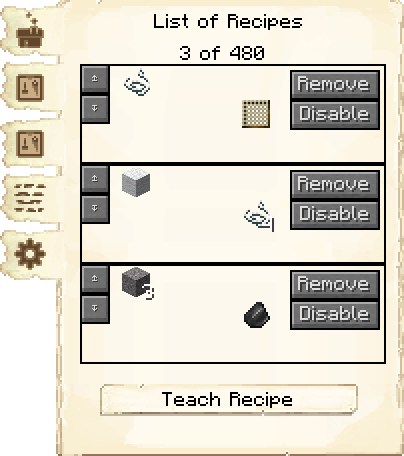 List of Recipes
3 of 480
Remove
Disable
Remove
Disable
Remove
Disable
Teach Recipe